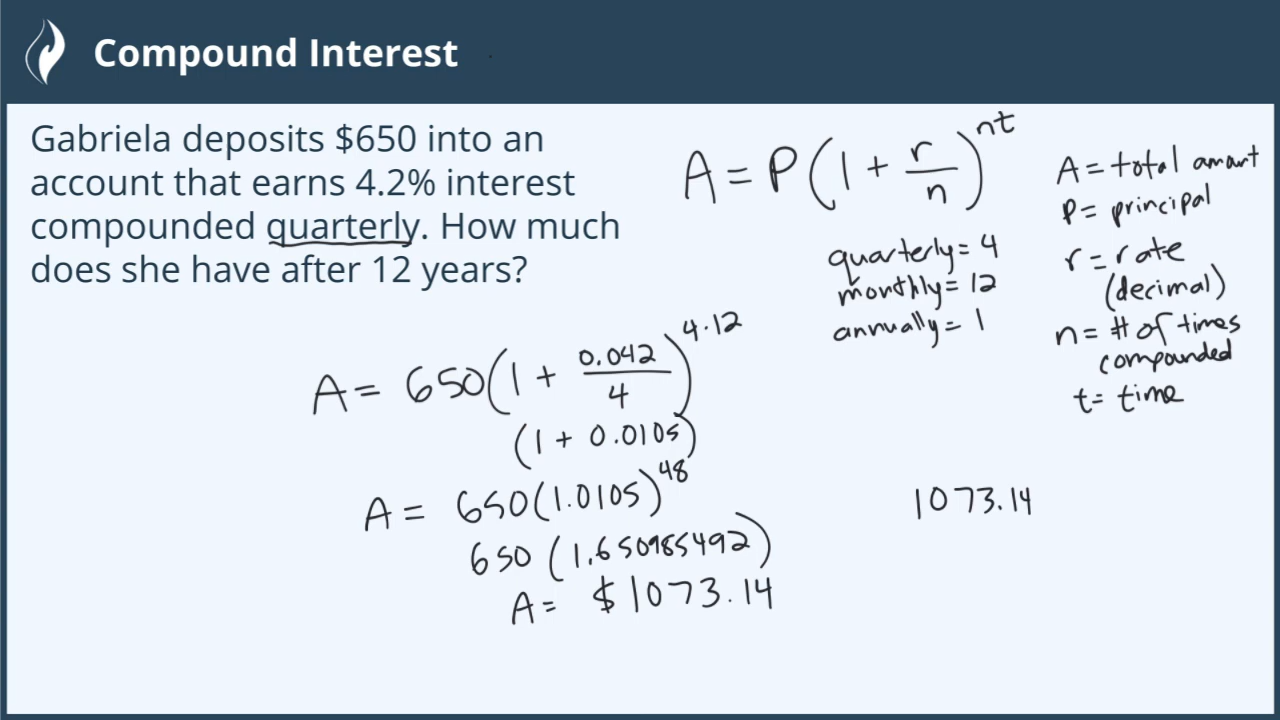 Compound Interest
Gabriela deposits $650 into an
account that earns 4.2% interest
compounded quarterly. How much
does she have after 12 years?
A = P(1 + r/n)^nt
A = total amount
P = principal
r = rate
(decimal)
n = # of times
compounded
t = time
quarterly = 4
monthly = 12
annually = 1
A = 650(1 + 0.042/4)^4·12
(1 + 0.0105)
A = 650(1.0105)^48
650 (1.650985492)
A = $1073.14
1073.14